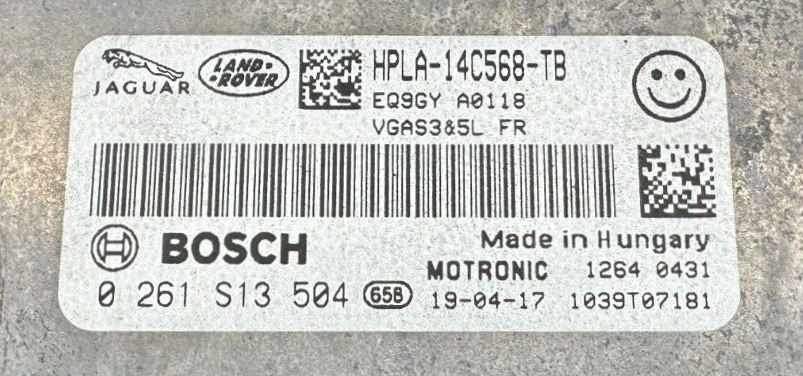 JAGUAR
LAND-
-ROVER
HPLA-14C568-TB
EQ9GY A0118
VGAS3&5L FR
BOSCH
Made in Hungary
MOTRONIC 1264 0431
0 261 S13 504 658 19-04-17 1039T07181